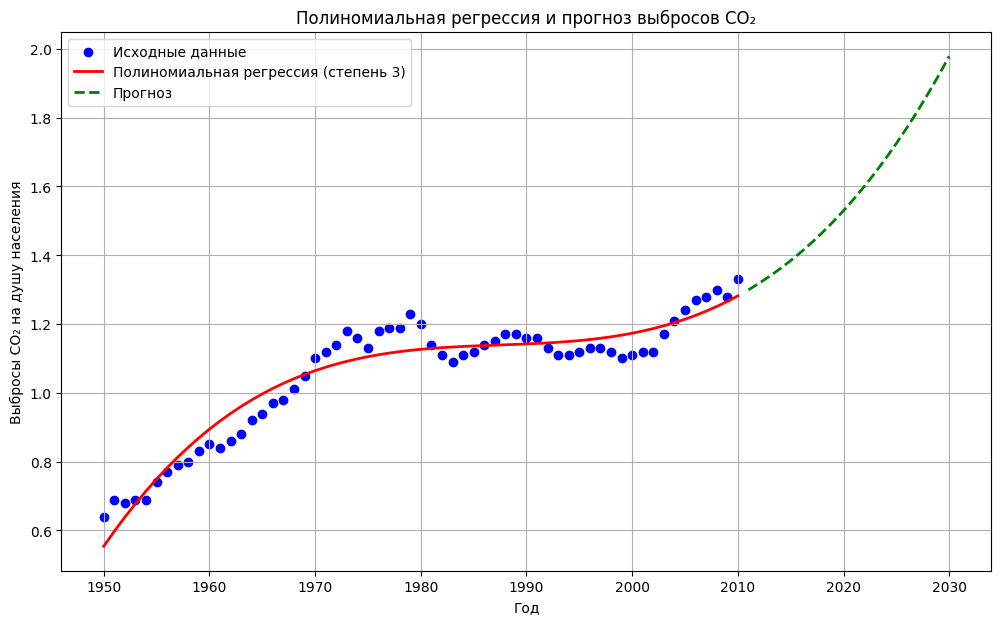 Полиномиальная регрессия и прогноз выбросов CO₂
Исходные данные
Полиномиальная регрессия (степень 3)
Прогноз
Выбросы CO₂ на душу населения
2.0
1.8
1.6
1.4
1.2
1.0
0.8
0.6
1950 1960 1970 1980 1990 2000 2010 2020 2030
Год